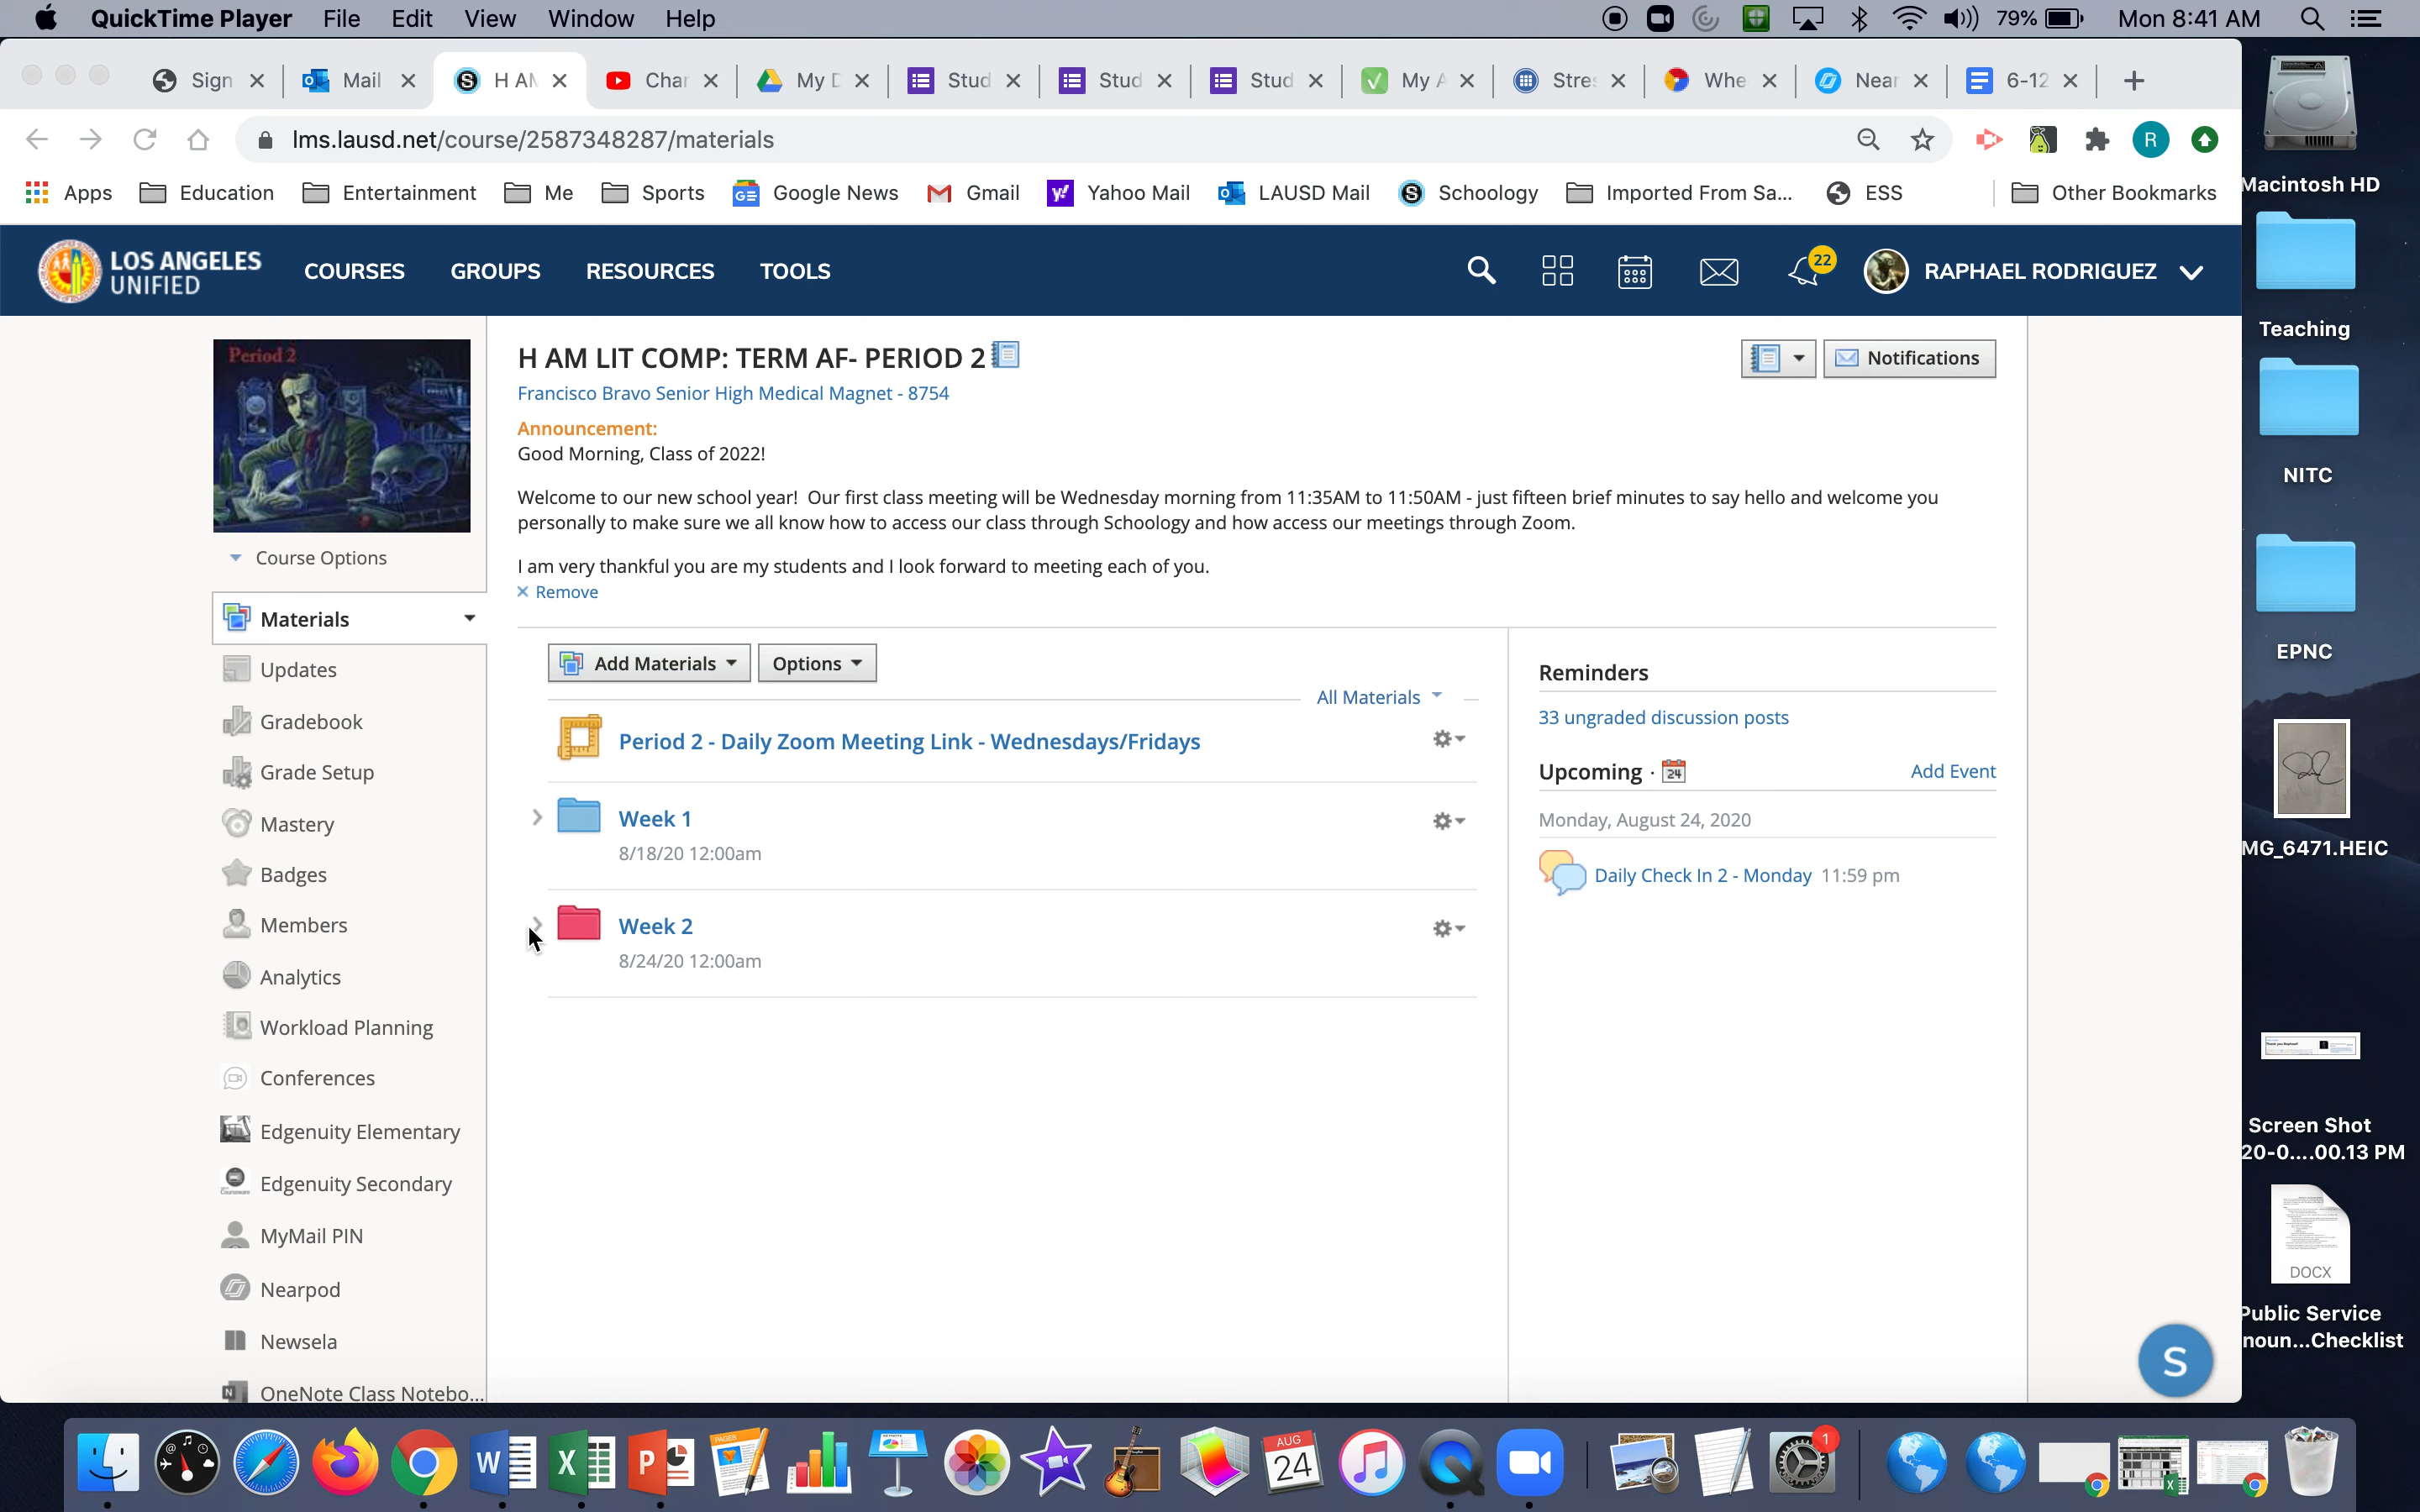 QuickTime Player File Edit View Window Help 79% Mon 8:41 AM
Sign Mail H AM Char My D Stud Stud Stud My A Stre Whe Near 6-12
lms.lausd.net/course/2587348287/materials R
Apps Education Entertainment Me Sports Google News Gmail Yahoo Mail LAUSD Mail Schoology Imported From Sa... ESS Other Bookmarks
LOS ANGELES
UNIFIED
COURSES GROUPS RESOURCES TOOLS 22 RAPHAEL RODRIGUEZ
Period 2
Course Options
Materials
Updates
Gradebook
Grade Setup
Mastery
Badges
Members
Analytics
Workload Planning
Conferences
Edgenuity Elementary
Edgenuity Secondary
MyMail PIN
Nearpod
Newsela
OneNote Class Notebo...
H AM LIT COMP: TERM AF- PERIOD 2
Francisco Bravo Senior High Medical Magnet - 8754
Notifications
Announcement:
Good Morning, Class of 2022!
Welcome to our new school year! Our first class meeting will be Wednesday morning from 11:35AM to 11:50AM - just fifteen brief minutes to say hello and welcome you
personally to make sure we all know how to access our class through Schoology and how access our meetings through Zoom.
I am very thankful you are my students and I look forward to meeting each of you.
× Remove
Add Materials Options
All Materials
Period 2 - Daily Zoom Meeting Link - Wednesdays/Fridays
Week 1
8/18/20 12:00am
Week 2
8/24/20 12:00am
Reminders
33 ungraded discussion posts
Upcoming · 24 Add Event
Monday, August 24, 2020
Daily Check In 2 - Monday 11:59 pm
S
Macintosh HD
Teaching
NITC
EPNC
MG_6471.HEIC
Screen Shot
20-0....00.13 PM
DOCX
Public Service
noun...Checklist
W X P PAGES AUG
24 1